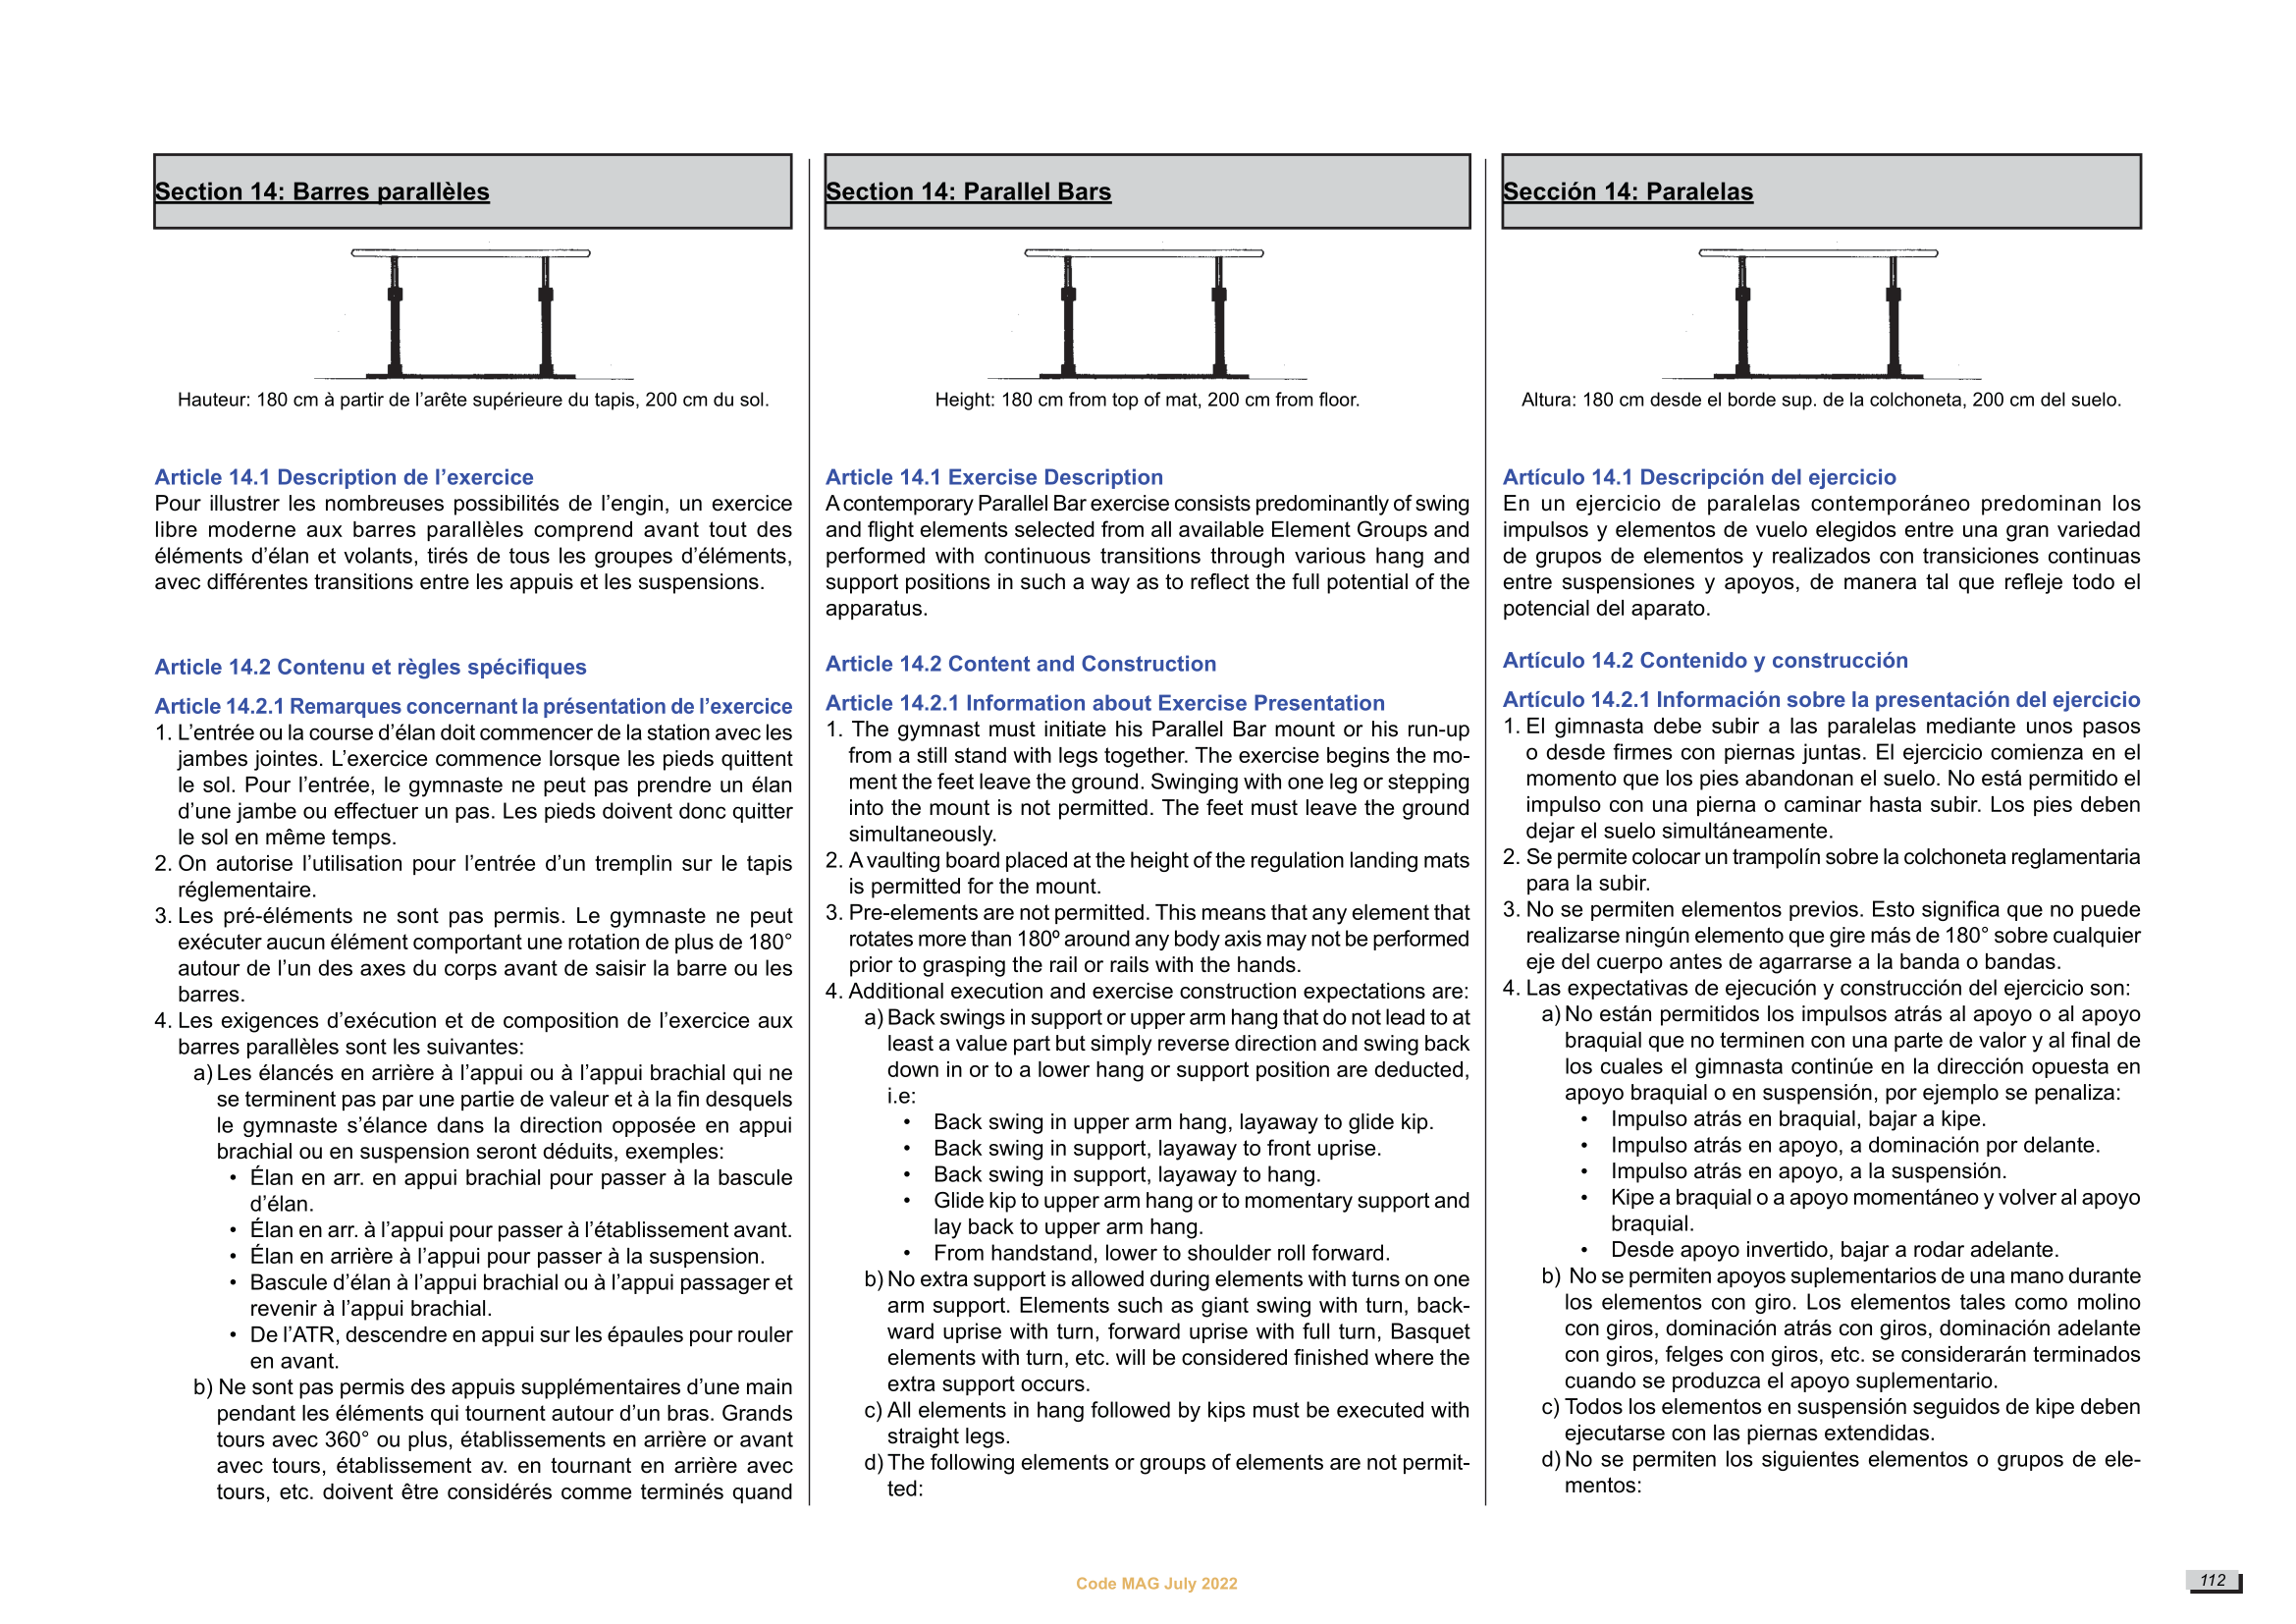 Section 14: Barres parallèles
Hauteur: 180 cm à partir de l’arête supérieure du tapis, 200 cm du sol.
Article 14.1 Description de l’exercice
Pour illustrer les nombreuses possibilités de l’engin, un exercice
libre moderne aux barres parallèles comprend avant tout des
éléments d’élan et volants, tirés de tous les groupes d’éléments,
avec différentes transitions entre les appuis et les suspensions.
Article 14.2 Contenu et règles spécifiques
Article 14.2.1 Remarques concernant la présentation de l’exercice
1. L’entrée ou la course d’élan doit commencer de la station avec les
jambes jointes. L’exercice commence lorsque les pieds quittent
le sol. Pour l’entrée, le gymnaste ne peut pas prendre un élan
d’une jambe ou effectuer un pas. Les pieds doivent donc quitter
le sol en même temps.
2. On autorise l’utilisation pour l’entrée d’un tremplin sur le tapis
réglementaire.
3. Les pré-éléments ne sont pas permis. Le gymnaste ne peut
exécuter aucun élément comportant une rotation de plus de 180°
autour de l’un des axes du corps avant de saisir la barre ou les
barres.
4. Les exigences d’exécution et de composition de l’exercice aux
barres parallèles sont les suivantes:
a) Les élancés en arrière à l’appui ou à l’appui brachial qui ne
se terminent pas par une partie de valeur et à la fin desquels
le gymnaste s’élance dans la direction opposée en appui
brachial ou en suspension seront déduits, exemples:
• Élan en arr. en appui brachial pour passer à la bascule
d’élan.
• Élan en arr. à l’appui pour passer à l’établissement avant.
• Élan en arrière à l’appui pour passer à la suspension.
• Bascule d’élan à l’appui brachial ou à l’appui passager et
revenir à l’appui brachial.
• De l’ATR, descendre en appui sur les épaules pour rouler
en avant.
b) Ne sont pas permis des appuis supplémentaires d’une main
pendant les éléments qui tournent autour d’un bras. Grands
tours avec 360° ou plus, établissements en arrière or avant
avec tours, établissement av. en tournant en arrière avec
tours, etc. doivent être considérés comme terminés quand
Section 14: Parallel Bars
Height: 180 cm from top of mat, 200 cm from floor.
Article 14.1 Exercise Description
A contemporary Parallel Bar exercise consists predominantly of swing
and flight elements selected from all available Element Groups and
performed with continuous transitions through various hang and
support positions in such a way as to reflect the full potential of the
apparatus.
Article 14.2 Content and Construction
Article 14.2.1 Information about Exercise Presentation
1. The gymnast must initiate his Parallel Bar mount or his run-up
from a still stand with legs together. The exercise begins the mo-
ment the feet leave the ground. Swinging with one leg or stepping
into the mount is not permitted. The feet must leave the ground
simultaneously.
2. A vaulting board placed at the height of the regulation landing mats
is permitted for the mount.
3. Pre-elements are not permitted. This means that any element that
rotates more than 180º around any body axis may not be performed
prior to grasping the rail or rails with the hands.
4. Additional execution and exercise construction expectations are:
a) Back swings in support or upper arm hang that do not lead to at
least a value part but simply reverse direction and swing back
down in or to a lower hang or support position are deducted,
i.e:
• Back swing in upper arm hang, layaway to glide kip.
• Back swing in support, layaway to front uprise.
• Back swing in support, layaway to hang.
• Glide kip to upper arm hang or to momentary support and
lay back to upper arm hang.
• From handstand, lower to shoulder roll forward.
b) No extra support is allowed during elements with turns on one
arm support. Elements such as giant swing with turn, back-
ward uprise with turn, forward uprise with full turn, Basquet
elements with turn, etc. will be considered finished where the
extra support occurs.
c) All elements in hang followed by kips must be executed with
straight legs.
d) The following elements or groups of elements are not permit-
ted:
Sección 14: Paralelas
Altura: 180 cm desde el borde sup. de la colchoneta, 200 cm del suelo.
Artículo 14.1 Descripción del ejercicio
En un ejercicio de paralelas contemporáneo predominan los
impulsos y elementos de vuelo elegidos entre una gran variedad
de grupos de elementos y realizados con transiciones continuas
entre suspensiones y apoyos, de manera tal que refleje todo el
potencial del aparato.
Artículo 14.2 Contenido y construcción
Artículo 14.2.1 Información sobre la presentación del ejercicio
1. El gimnasta debe subir a las paralelas mediante unos pasos
o desde firmes con piernas juntas. El ejercicio comienza en el
momento que los pies abandonan el suelo. No está permitido el
impulso con una pierna o caminar hasta subir. Los pies deben
dejar el suelo simultáneamente.
2. Se permite colocar un trampolín sobre la colchoneta reglamentaria
para la subir.
3. No se permiten elementos previos. Esto significa que no puede
realizarse ningún elemento que gire más de 180° sobre cualquier
eje del cuerpo antes de agarrarse a la banda o bandas.
4. Las expectativas de ejecución y construcción del ejercicio son:
a) No están permitidos los impulsos atrás al apoyo o al apoyo
braquial que no terminen con una parte de valor y al final de
los cuales el gimnasta continúe en la dirección opuesta en
apoyo braquial o en suspensión, por ejemplo se penaliza:
• Impulso atrás en braquial, bajar a kipe.
• Impulso atrás en apoyo, a dominación por delante.
• Impulso atrás en apoyo, a la suspensión.
• Kipe a braquial o a apoyo momentáneo y volver al apoyo
braquial.
• Desde apoyo invertido, bajar a rodar adelante.
b) No se permiten apoyos suplementarios de una mano durante
los elementos con giro. Los elementos tales como molino
con giros, dominación atrás con giros, dominación adelante
con giros, felges con giros, etc. se considerarán terminados
cuando se produzca el apoyo suplementario.
c) Todos los elementos en suspensión seguidos de kipe deben
ejecutarse con las piernas extendidas.
d) No se permiten los siguientes elementos o grupos de ele-
mentos:
Code MAG July 2022
112